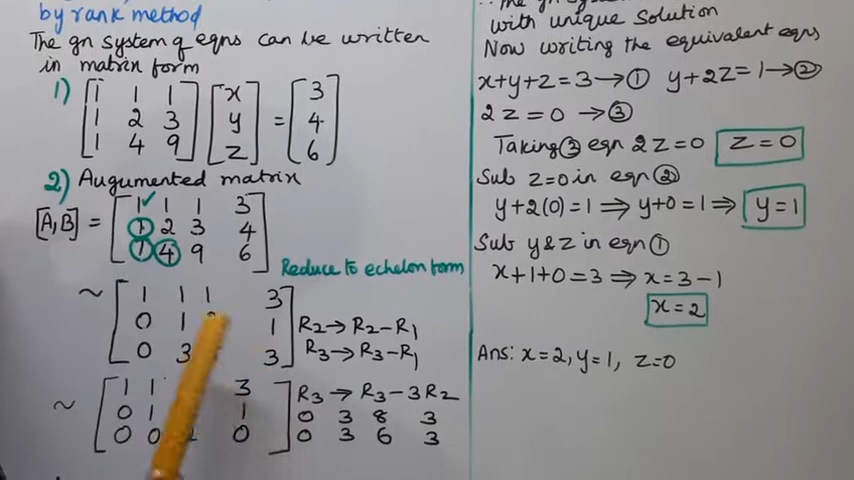 by rank method
The gn system of eqns can be written
in matrix form
1) [1 1 1] [x] [3]
[1 2 3] [y] = [4]
[1 4 9] [z] [6]
2) Augumented matrix
[A,B] = [1 1 1 3]
[1 2 3 4]
[1 4 9 6]
Reduce to echelon form
~ [1 1 1 3]
[0 1 1] R2→R2-R1
[0 3 3] R3→R3-R1
~ [1 1 3] R3→R3-3R2
[0 1 1] 0 3 8 3
[0 0 0] 0 3 6 3
with unique solution
Now writing the equivalent eqns
x+y+z=3→① y+2z=1→②
2z=0→③
Taking ③ eqn 2z=0 z=0
Sub z=0 in eqn ②
y+2(0)=1⇒y+0=1⇒ y=1
Sub y&z in eqn ①
x+1+0=3⇒x=3-1
x=2
Ans: x=2, y=1, z=0